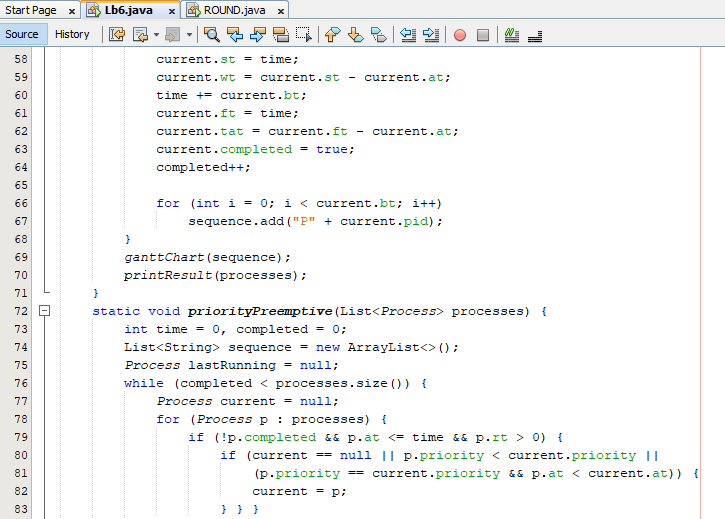 Start Page Lb6.java ROUND.java
Source History
58 current.st = time;
59 current.wt = current.st - current.at;
60 time += current.bt;
61 current.ft = time;
62 current.tat = current.ft - current.at;
63 current.completed = true;
64 completed++;
65
66 for (int i = 0; i < current.bt; i++)
67 sequence.add("P" + current.pid);
68 }
69 ganttChart(sequence);
70 printResult(processes);
71 }
72 static void priorityPreemptive(List<Process> processes) {
73 int time = 0, completed = 0;
74 List<String> sequence = new ArrayList<>();
75 Process lastRunning = null;
76 while (completed < processes.size()) {
77 Process current = null;
78 for (Process p : processes) {
79 if (!p.completed && p.at <= time && p.rt > 0) {
80 if (current == null || p.priority < current.priority ||
81 (p.priority == current.priority && p.at < current.at)) {
82 current = p;
83 } } }